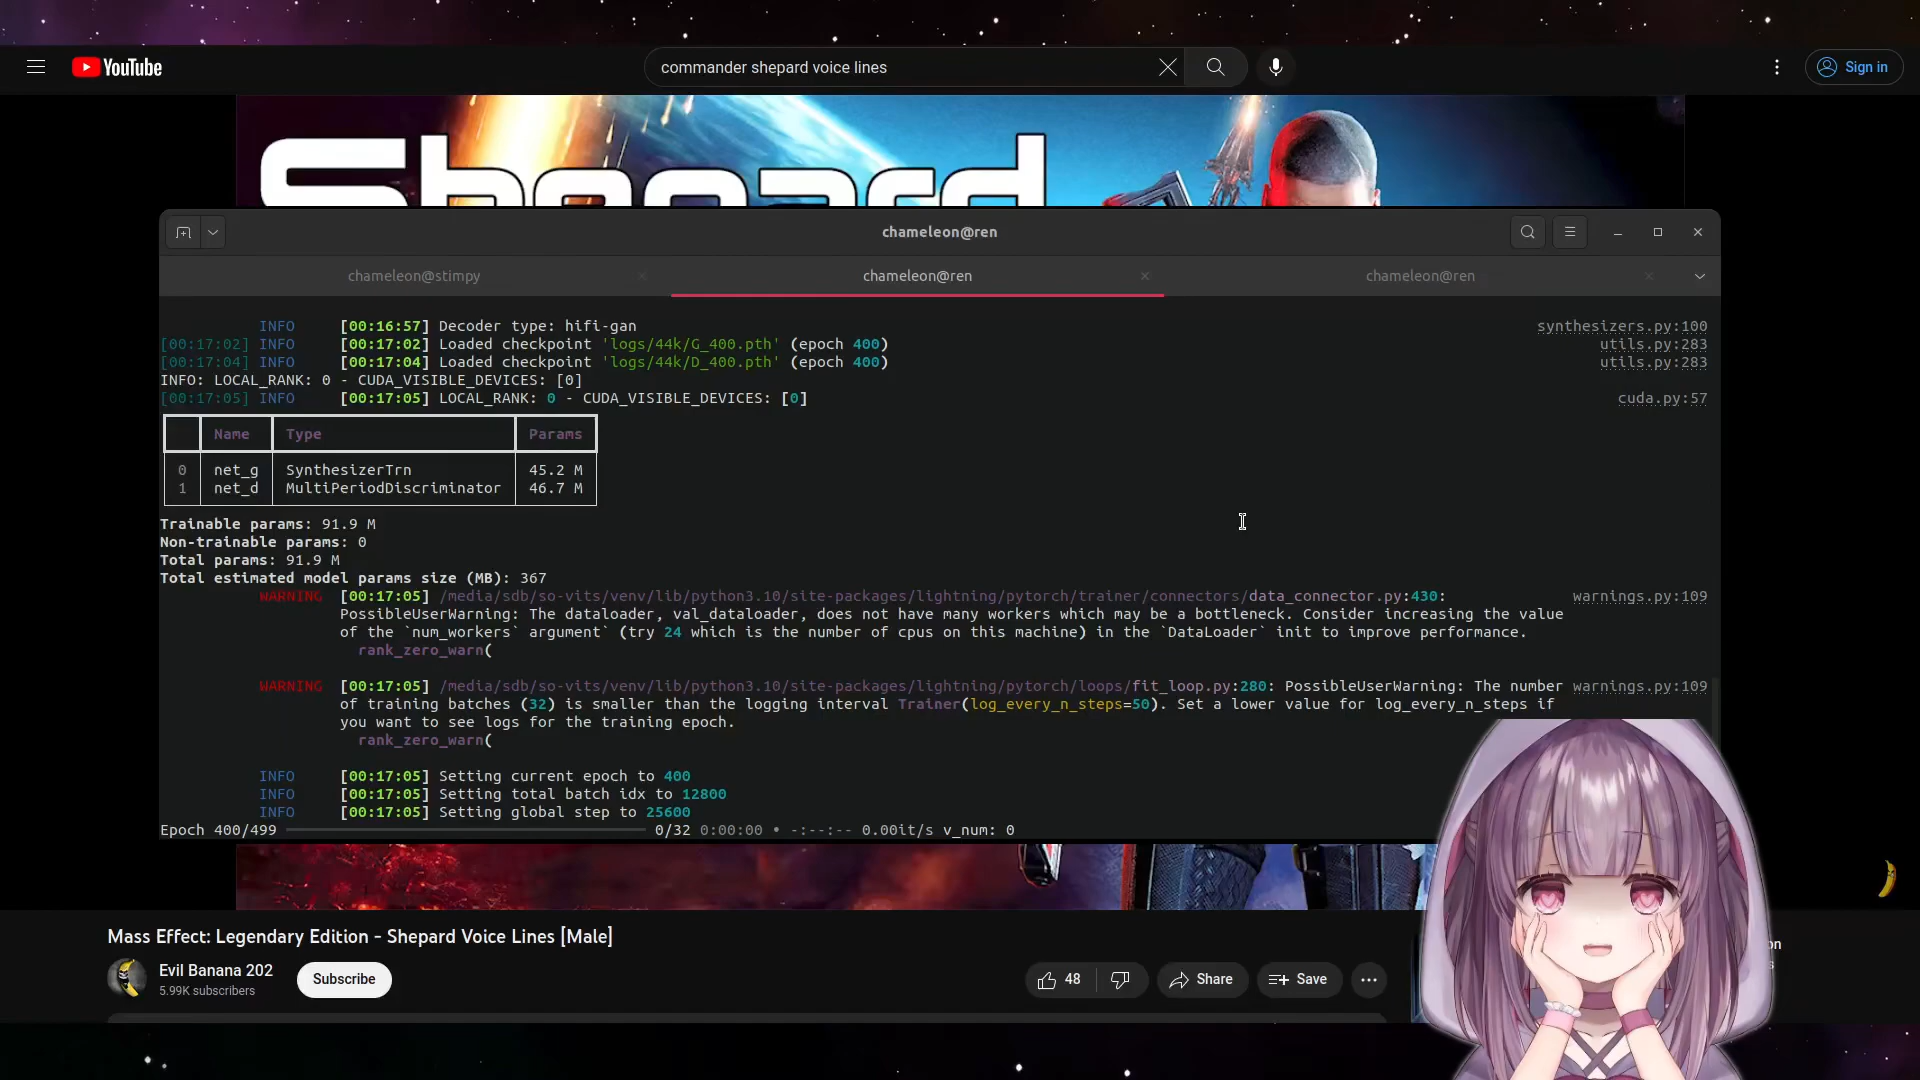 YouTube
commander shepard voice lines
Sign in
Shepard
chameleon@ren
chameleon@stimpy
chameleon@ren
chameleon@ren
INFO [00:16:57] Decoder type: hifi-gan synthesizers.py:100
[00:17:02] INFO [00:17:02] Loaded checkpoint 'logs/44k/G_400.pth' (epoch 400) utils.py:283
[00:17:04] INFO [00:17:04] Loaded checkpoint 'logs/44k/D_400.pth' (epoch 400) utils.py:283
INFO: LOCAL_RANK: 0 - CUDA_VISIBLE_DEVICES: [0]
[00:17:05] INFO [00:17:05] LOCAL_RANK: 0 - CUDA_VISIBLE_DEVICES: [0] cuda.py:57
Name Type Params
0 net_g SynthesizerTrn 45.2 M
1 net_d MultiPeriodDiscriminator 46.7 M
Trainable params: 91.9 M
Non-trainable params: 0
Total params: 91.9 M
Total estimated model params size (MB): 367
WARNING [00:17:05] /media/sdb/so-vits/venv/lib/python3.10/site-packages/lightning/pytorch/trainer/connectors/data_connector.py:430: warnings.py:109
PossibleUserWarning: The dataloader, val_dataloader, does not have many workers which may be a bottleneck. Consider increasing the value
of the `num_workers` argument` (try 24 which is the number of cpus on this machine) in the `DataLoader` init to improve performance.
rank_zero_warn(
WARNING [00:17:05] /media/sdb/so-vits/venv/lib/python3.10/site-packages/lightning/pytorch/loops/fit_loop.py:280: PossibleUserWarning: The number warnings.py:109
of training batches (32) is smaller than the logging interval Trainer(log_every_n_steps=50). Set a lower value for log_every_n_steps if
you want to see logs for the training epoch.
rank_zero_warn(
INFO [00:17:05] Setting current epoch to 400
INFO [00:17:05] Setting total batch idx to 12800
INFO [00:17:05] Setting global step to 25600
Epoch 400/499 0/32 0:00:00 • -:--:-- 0.00it/s v_num: 0
Mass Effect: Legendary Edition - Shepard Voice Lines [Male]
Evil Banana 202
5.99K subscribers
Subscribe
48
Share
Save